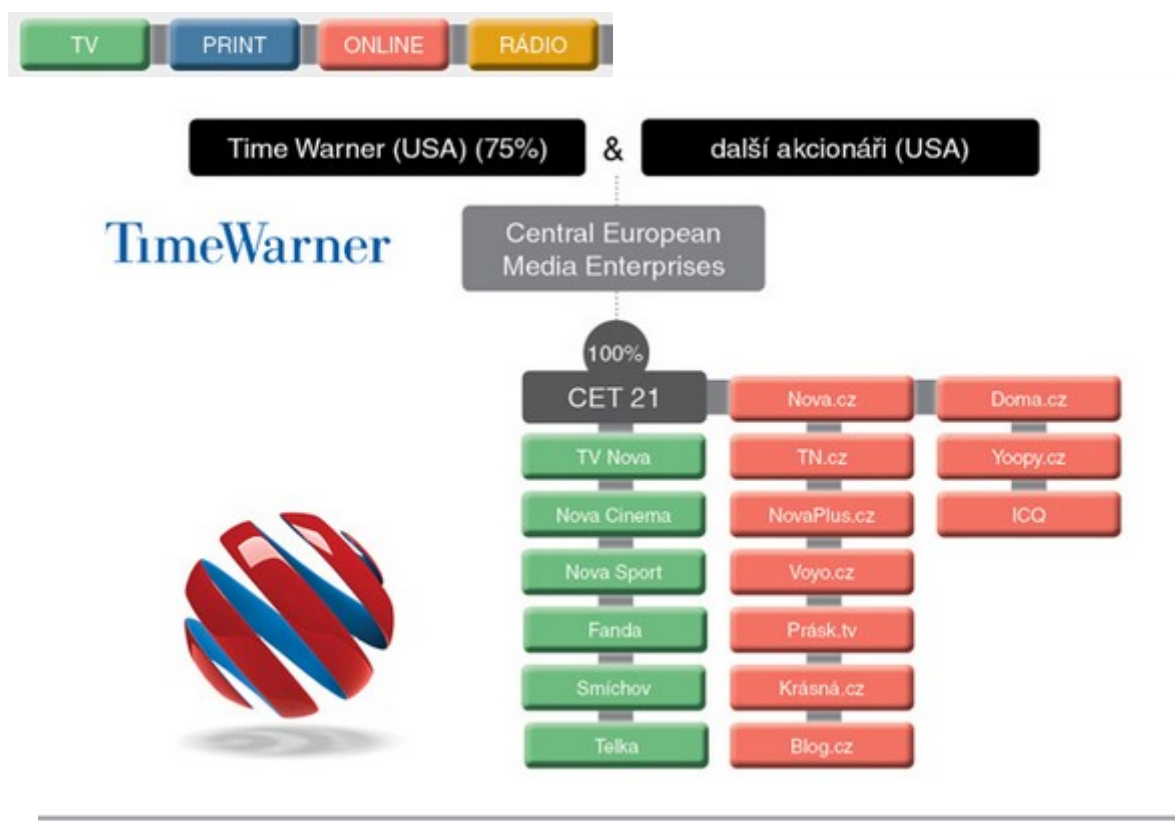 TV PRINT ONLINE RÁDIO
Time Warner (USA) (75%) & další akcionáři (USA)
TimeWarner
Central European
Media Enterprises
100%
CET 21 Nova.cz Doma.cz
TV Nova TN.cz Yoopy.cz
Nova Cinema NovaPlus.cz ICQ
Nova Sport Voyo.cz
Fanda Prásk.tv
Smíchov Krásná.cz
Telka Blog.cz